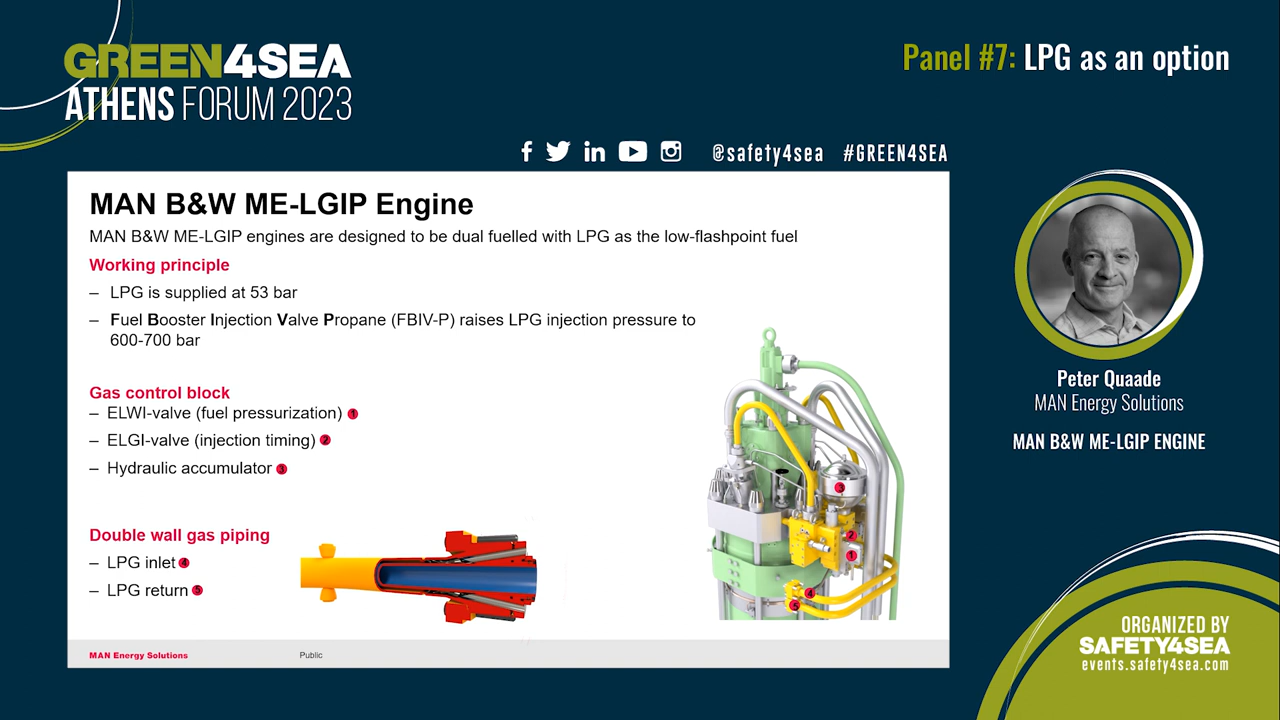 GREEN4SEA
ATHENS FORUM 2023
Panel #7: LPG as an option
@safety4sea #GREEN4SEA
MAN B&W ME-LGIP Engine
MAN B&W ME-LGIP engines are designed to be dual fuelled with LPG as the low-flashpoint fuel
Working principle
– LPG is supplied at 53 bar
– Fuel Booster Injection Valve Propane (FBIV-P) raises LPG injection pressure to
600-700 bar
Gas control block
– ELWI-valve (fuel pressurization) 1
– ELGI-valve (injection timing) 2
– Hydraulic accumulator 3
Double wall gas piping
– LPG inlet 4
– LPG return 5
3
2
1
4
5
MAN Energy Solutions Public
Peter Quaade
MAN Energy Solutions
MAN B&W ME-LGIP ENGINE
ORGANIZED BY
SAFETY4SEA
events.safety4sea.com